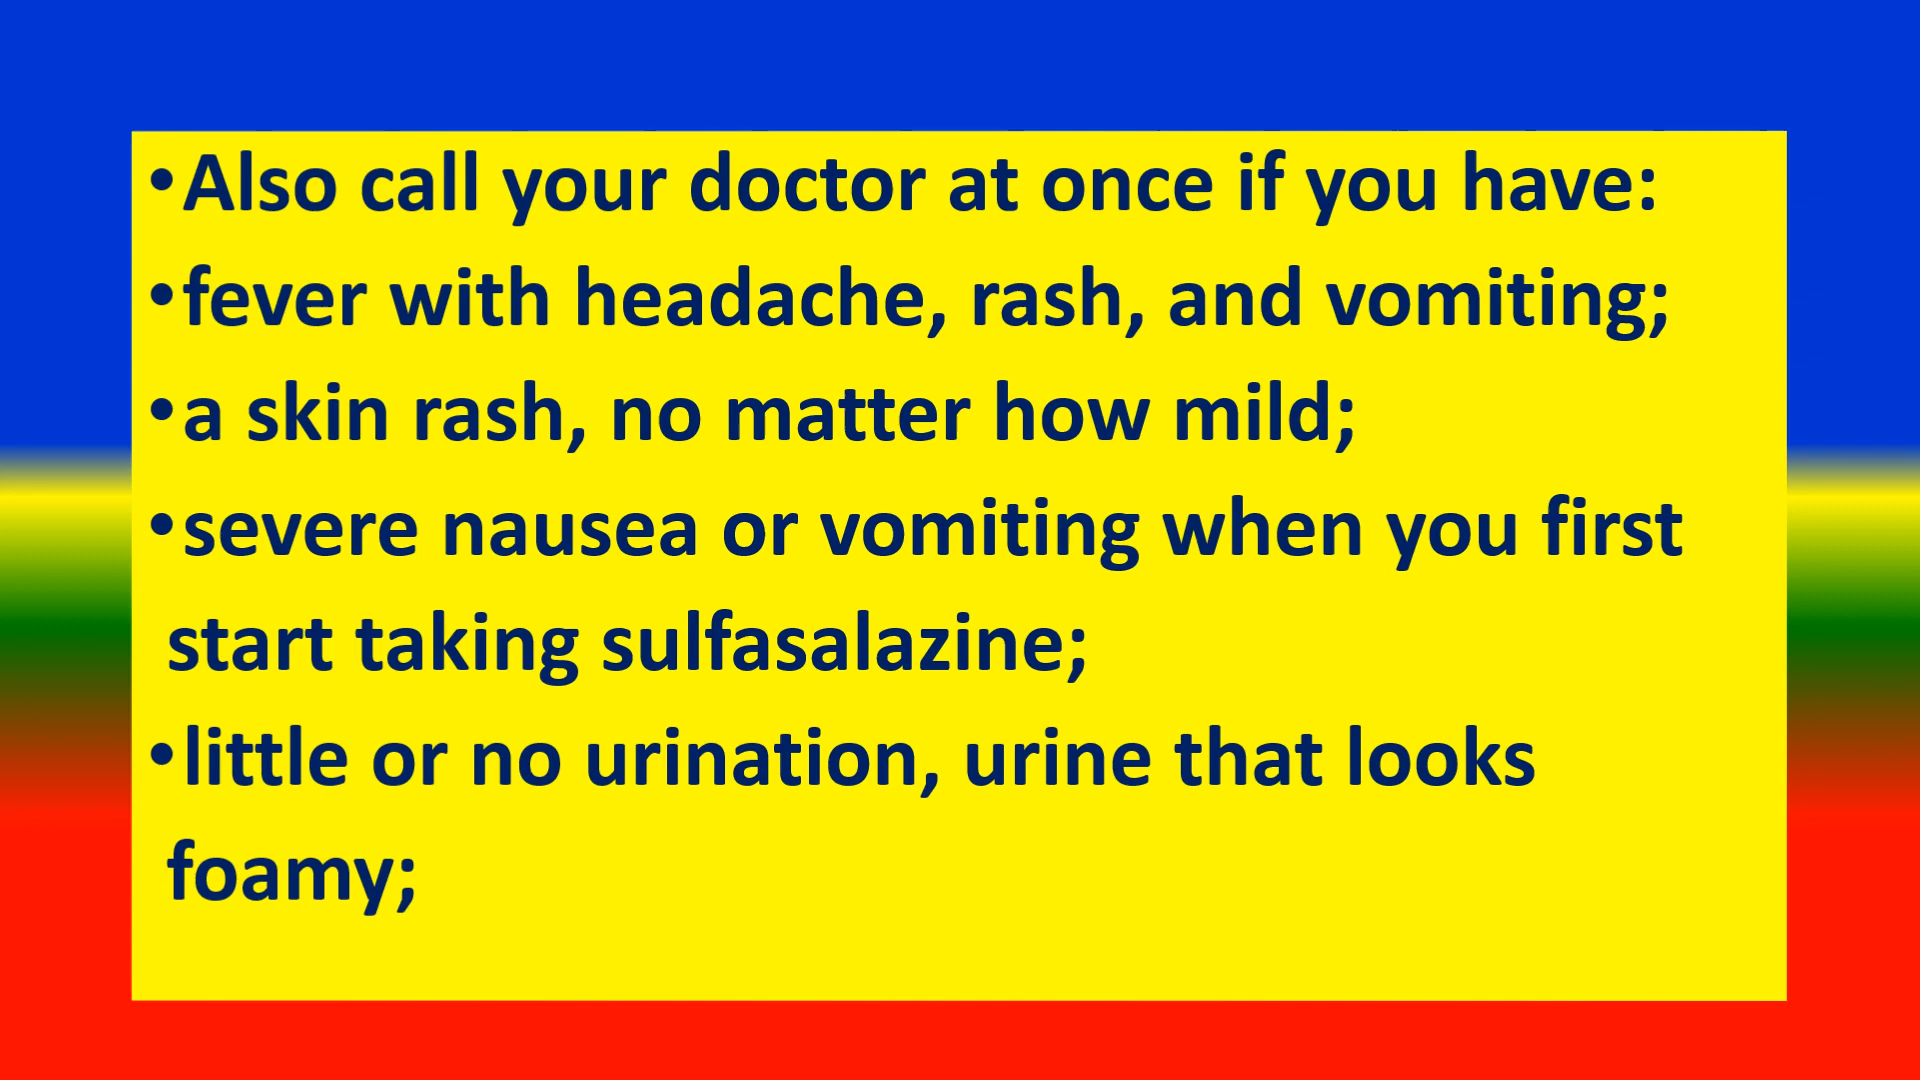 •Also call your doctor at once if you have:
•fever with headache, rash, and vomiting;
•a skin rash, no matter how mild;
•severe nausea or vomiting when you first
start taking sulfasalazine;
•little or no urination, urine that looks
foamy;